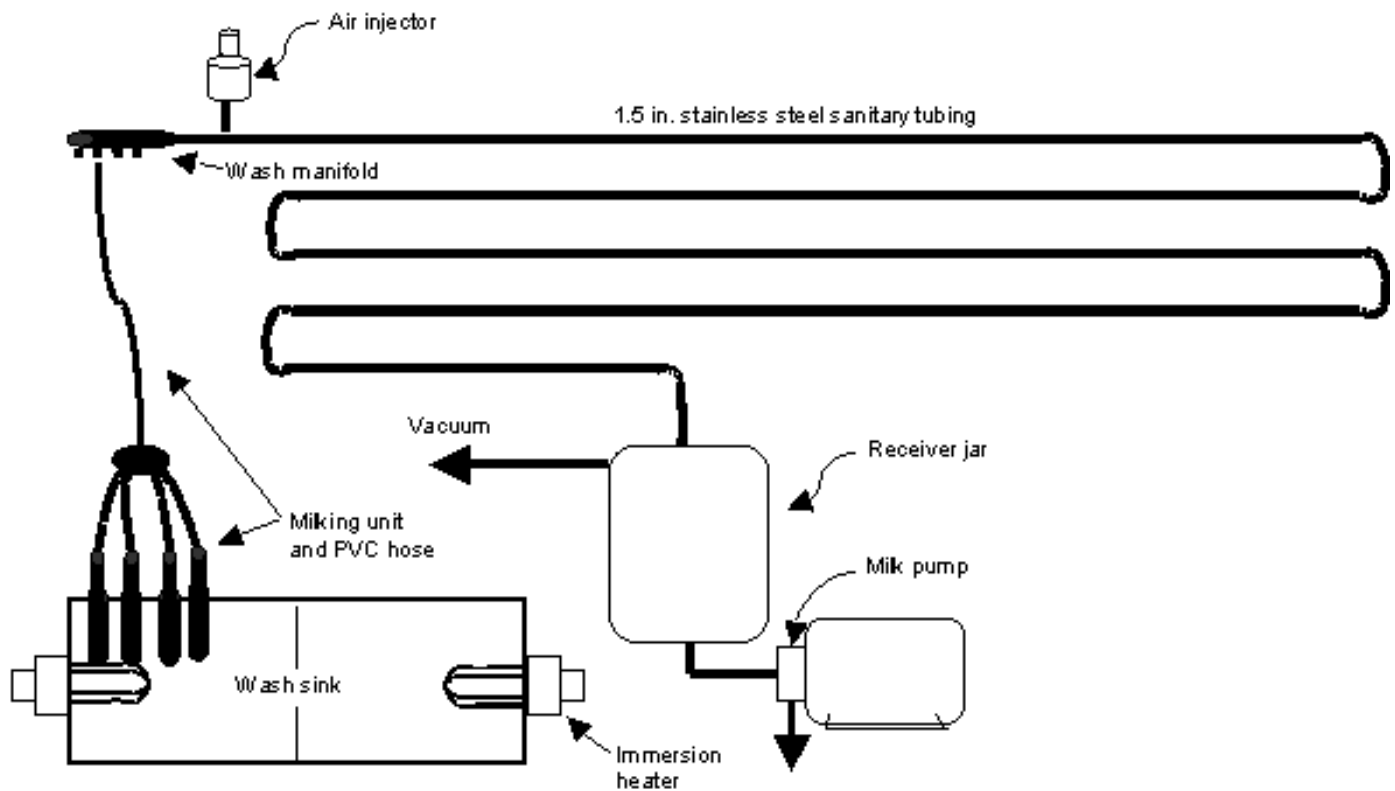 Air injector
1.5 in. stainless steel sanitary tubing
Wash manifold
Vacuum
Receiver jar
Milking unit
and PVC hose
Milk pump
Wash sink
Immersion
heater